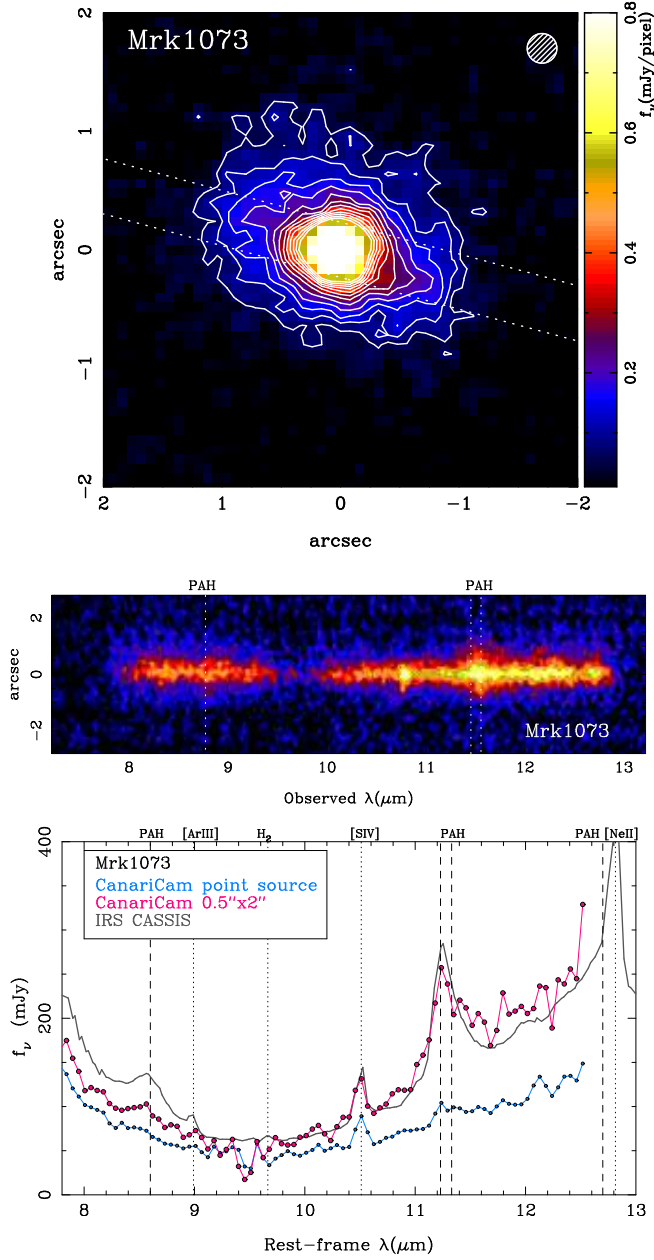 Mrk1073
2
1
0
-1
-2
arcsec
2
1
0
-1
-2
arcsec
0.8
0.6
0.4
0.2
fν(mJy/pixel)
PAH
PAH
2
0
-2
arcsec
Mrk1073
8
9
10
11
12
13
Observed λ(μm)
PAH
[ArIII]
H2
[SIV]
PAH
PAH
[NeII]
400
200
0
fν (mJy)
Mrk1073
CanariCam point source
CanariCam 0.5"x2"
IRS CASSIS
8
9
10
11
12
13
Rest-frame λ(μm)